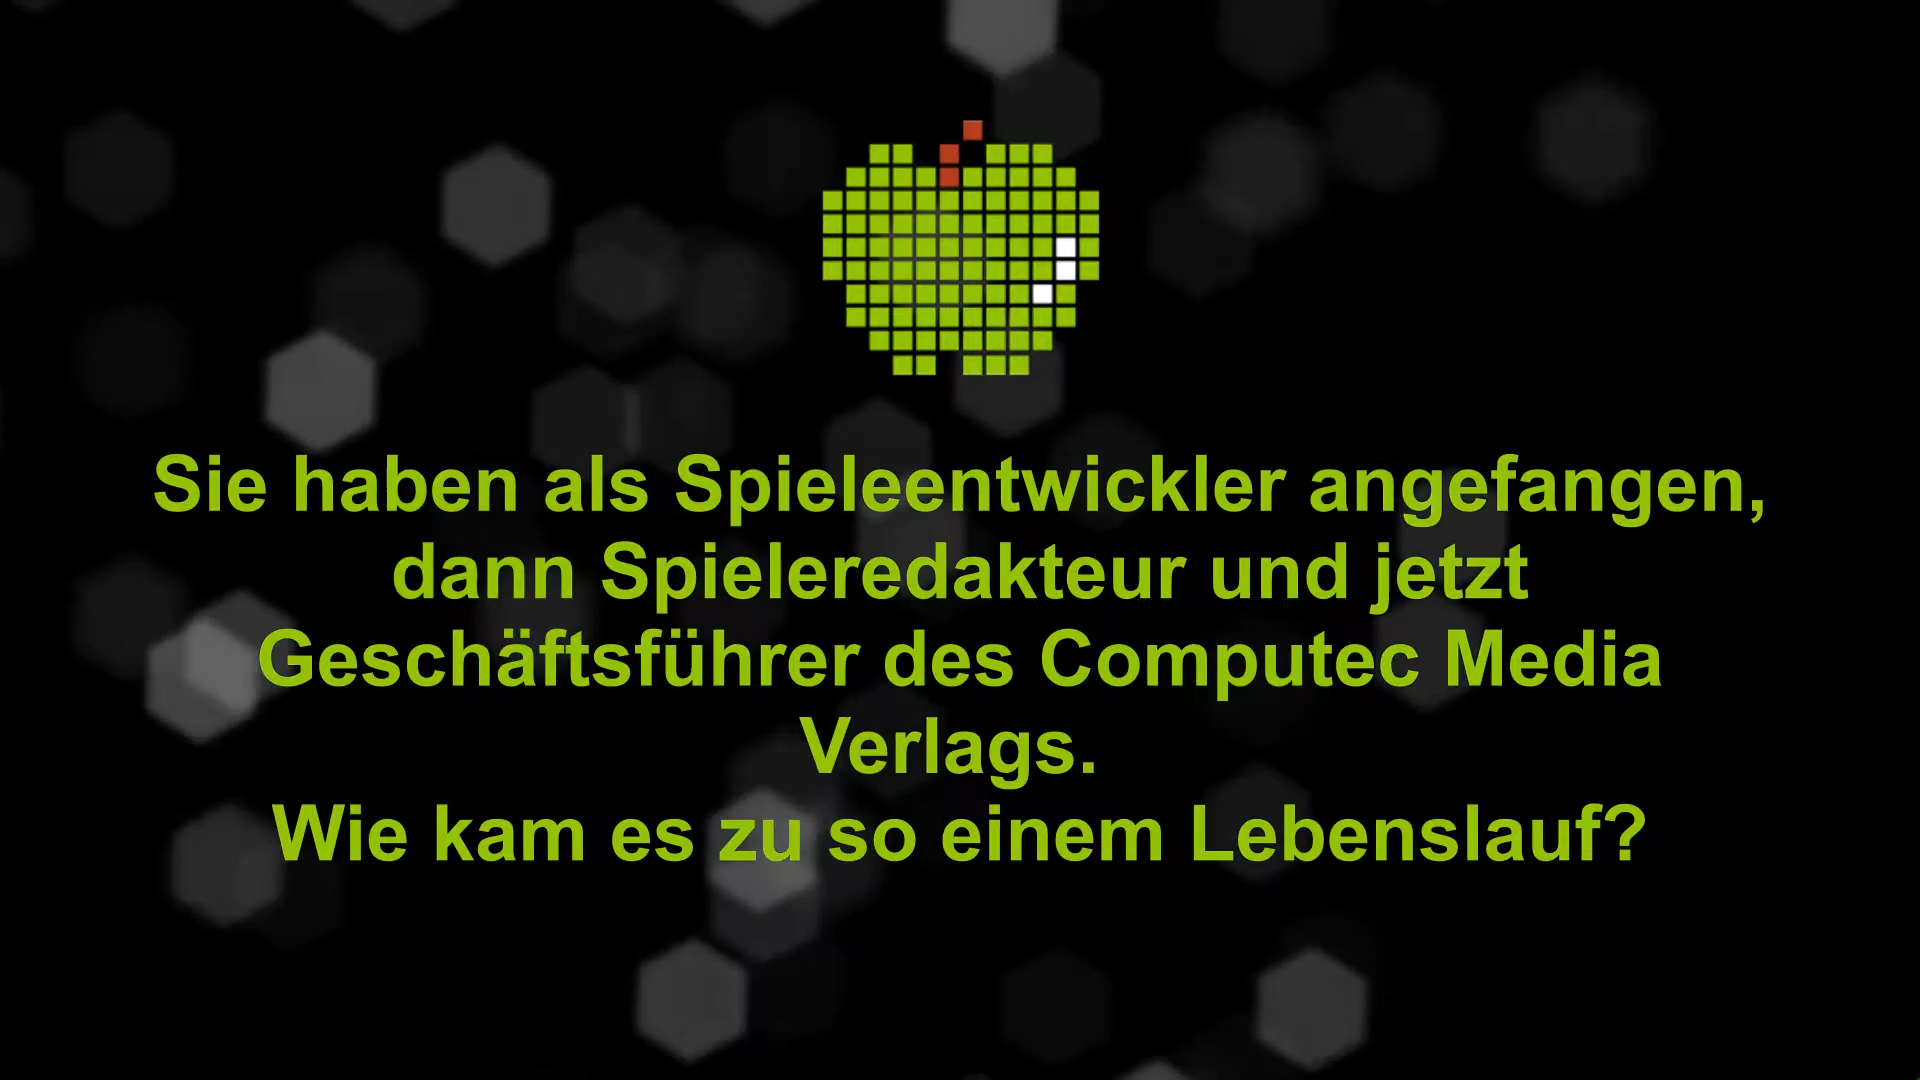 Sie haben als Spieleentwickler angefangen,
dann Spieleredakteur und jetzt
Geschäftsführer des Computec Media
Verlags.
Wie kam es zu so einem Lebenslauf?